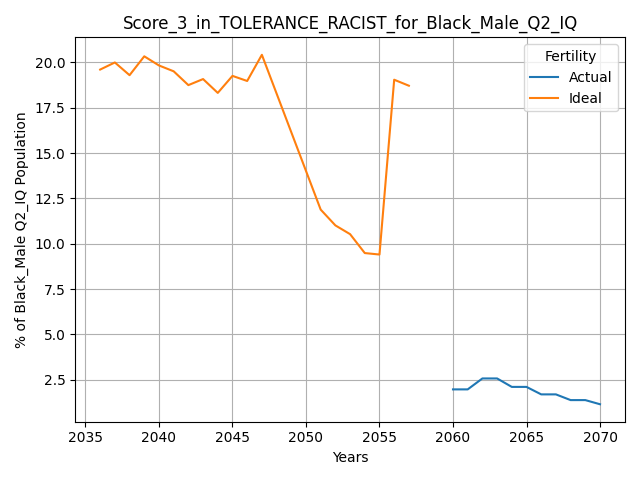 Score_3_in_TOLERANCE_RACIST_for_Black_Male_Q2_IQ
Fertility
Actual
Ideal
% of Black_Male Q2_IQ Population
20.0
17.5
15.0
12.5
10.0
7.5
5.0
2.5
2035 2040 2045 2050 2055 2060 2065 2070
Years